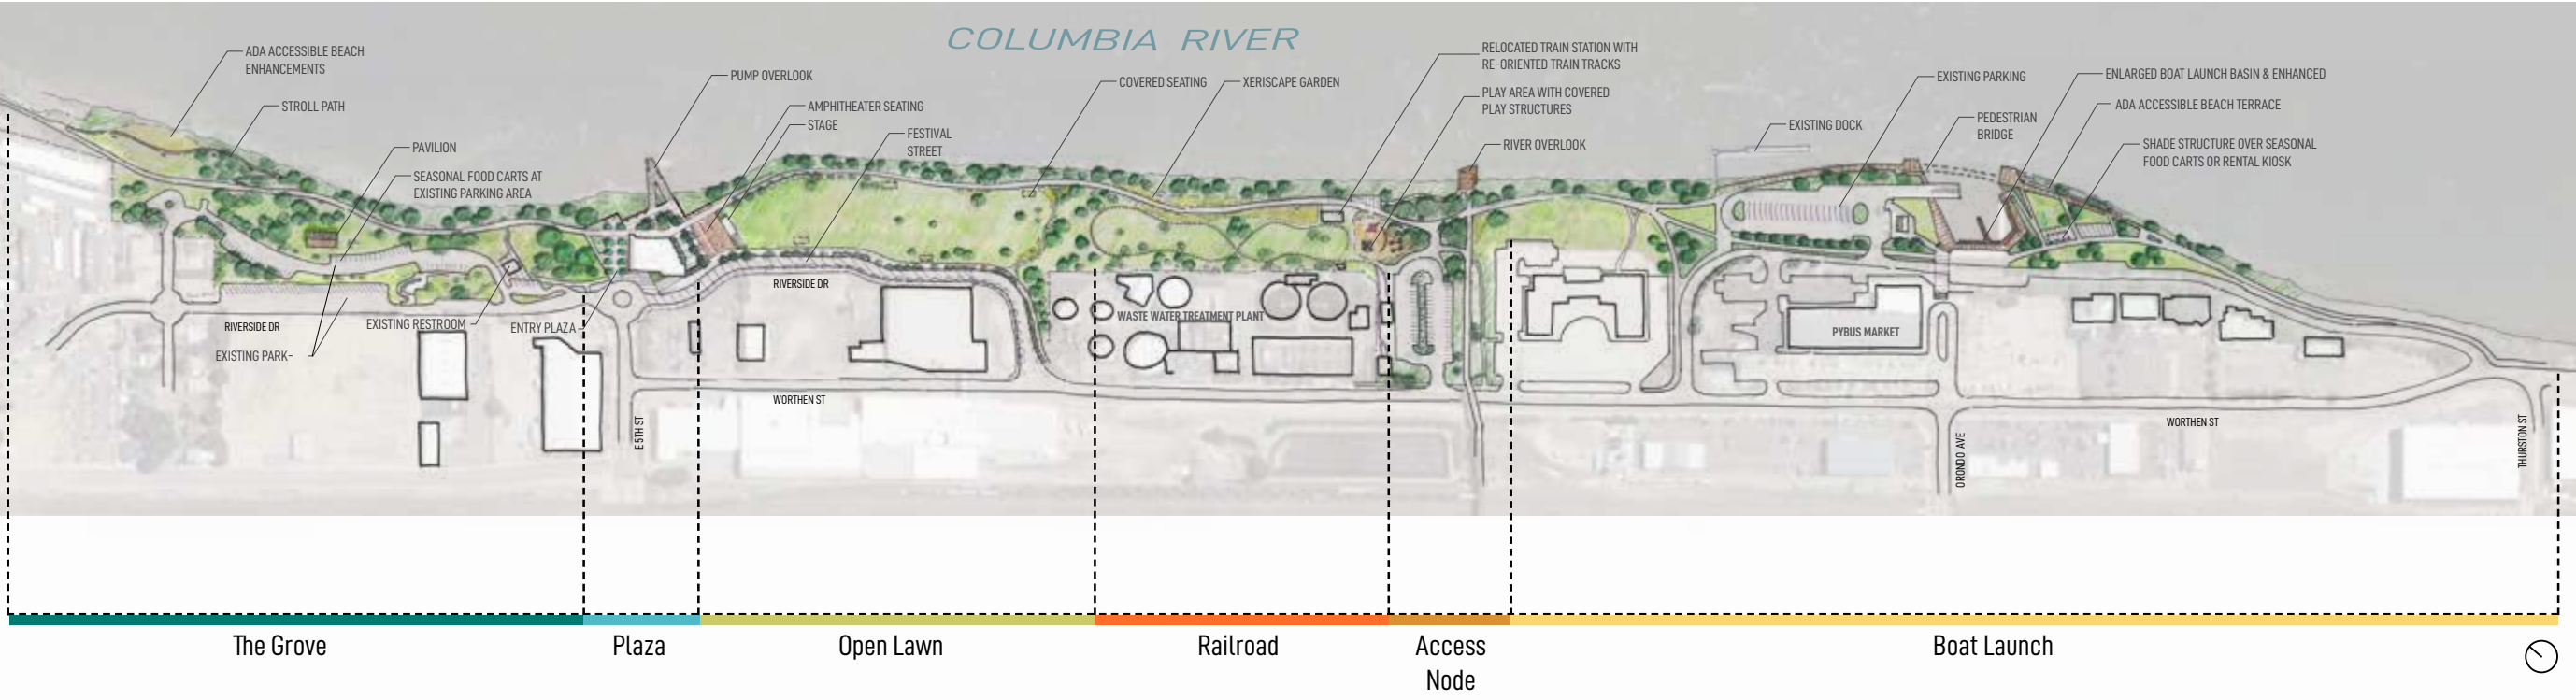 COLUMBIA RIVER
ADA ACCESSIBLE BEACH
ENHANCEMENTS
STROLL PATH
PAVILION
SEASONAL FOOD CARTS AT
EXISTING PARKING AREA
PUMP OVERLOOK
AMPHITHEATER SEATING
STAGE
FESTIVAL
STREET
COVERED SEATING
XERISCAPE GARDEN
RELOCATED TRAIN STATION WITH
RE-ORIENTED TRAIN TRACKS
PLAY AREA WITH COVERED
PLAY STRUCTURES
RIVER OVERLOOK
EXISTING DOCK
EXISTING PARKING
PEDESTRIAN
BRIDGE
ENLARGED BOAT LAUNCH BASIN & ENHANCED
ADA ACCESSIBLE BEACH TERRACE
SHADE STRUCTURE OVER SEASONAL
FOOD CARTS OR RENTAL KIOSK
RIVERSIDE DR
EXISTING PARK-
EXISTING RESTROOM
ENTRY PLAZA
RIVERSIDE DR
WASTE WATER TREATMENT PLANT
PYBUS MARKET
E 5TH ST
WORTHEN ST
ORONDO AVE
WORTHEN ST
THURSTON ST
The Grove
Plaza
Open Lawn
Railroad
Access
Node
Boat Launch